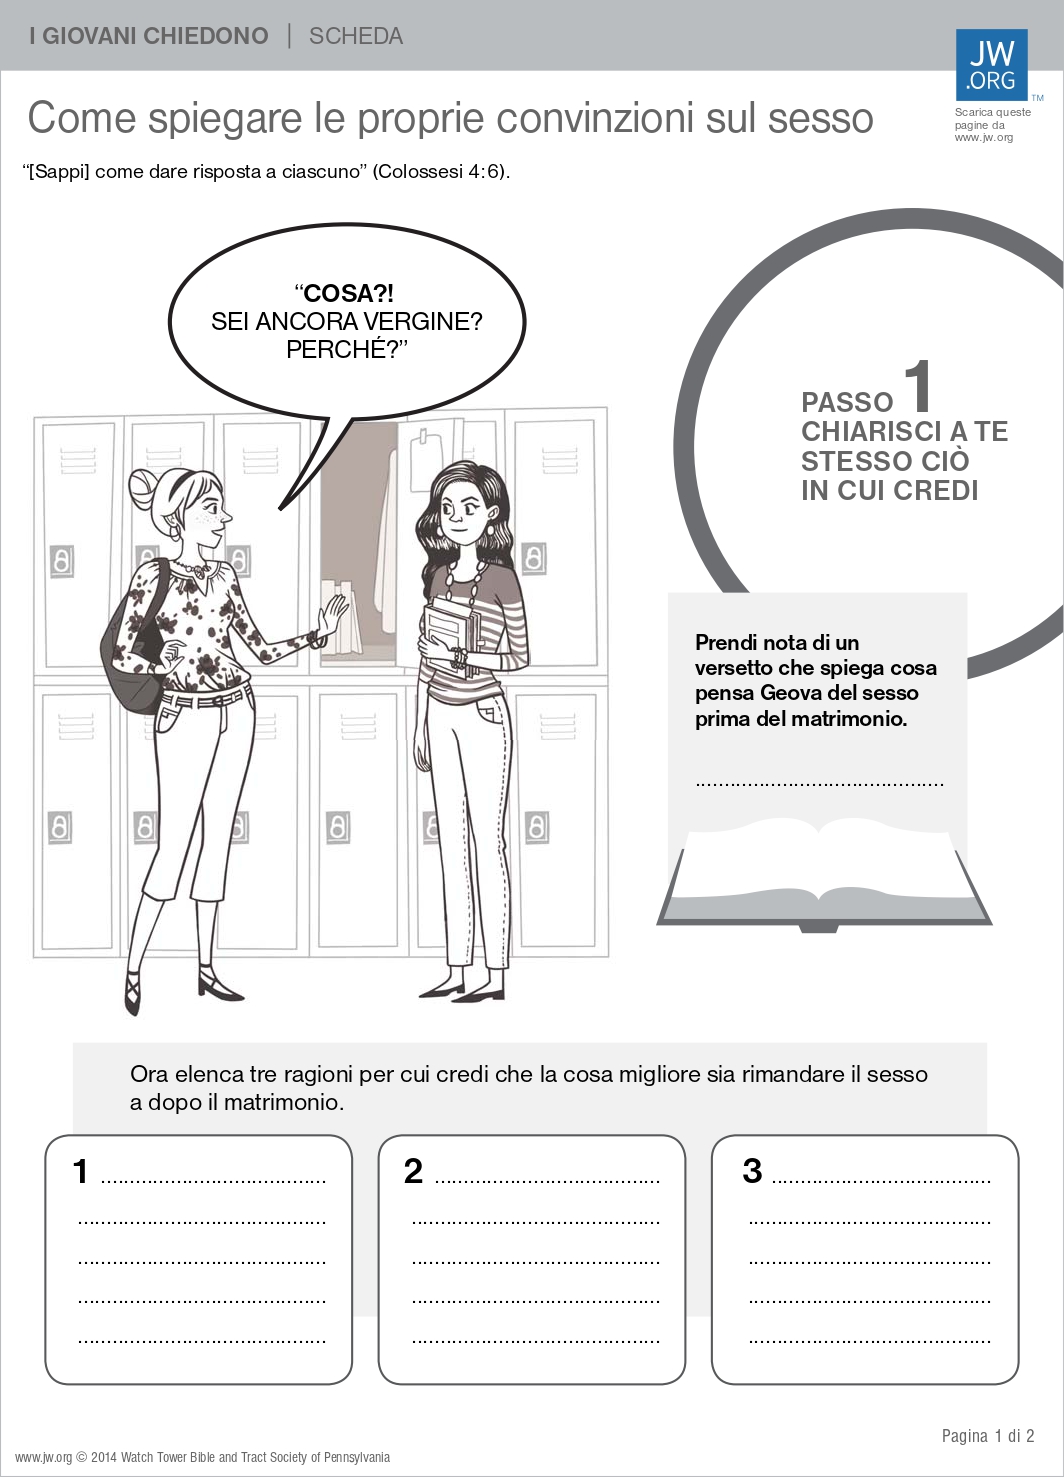 I GIOVANI CHIEDONO | SCHEDA
JW
.ORG
TM
Scarica queste
pagine da
www.jw.org
Come spiegare le proprie convinzioni sul sesso
“[Sappi] come dare risposta a ciascuno” (Colossesi 4:6).
“COSA?!
SEI ANCORA VERGINE?
PERCHÉ?”
PASSO 1
CHIARISCI A TE
STESSO CIÒ
IN CUI CREDI
Prendi nota di un
versetto che spiega cosa
pensa Geova del sesso
prima del matrimonio.
Ora elenca tre ragioni per cui credi che la cosa migliore sia rimandare il sesso
a dopo il matrimonio.
1
2
3
Pagina 1 di 2
www.jw.org © 2014 Watch Tower Bible and Tract Society of Pennsylvania